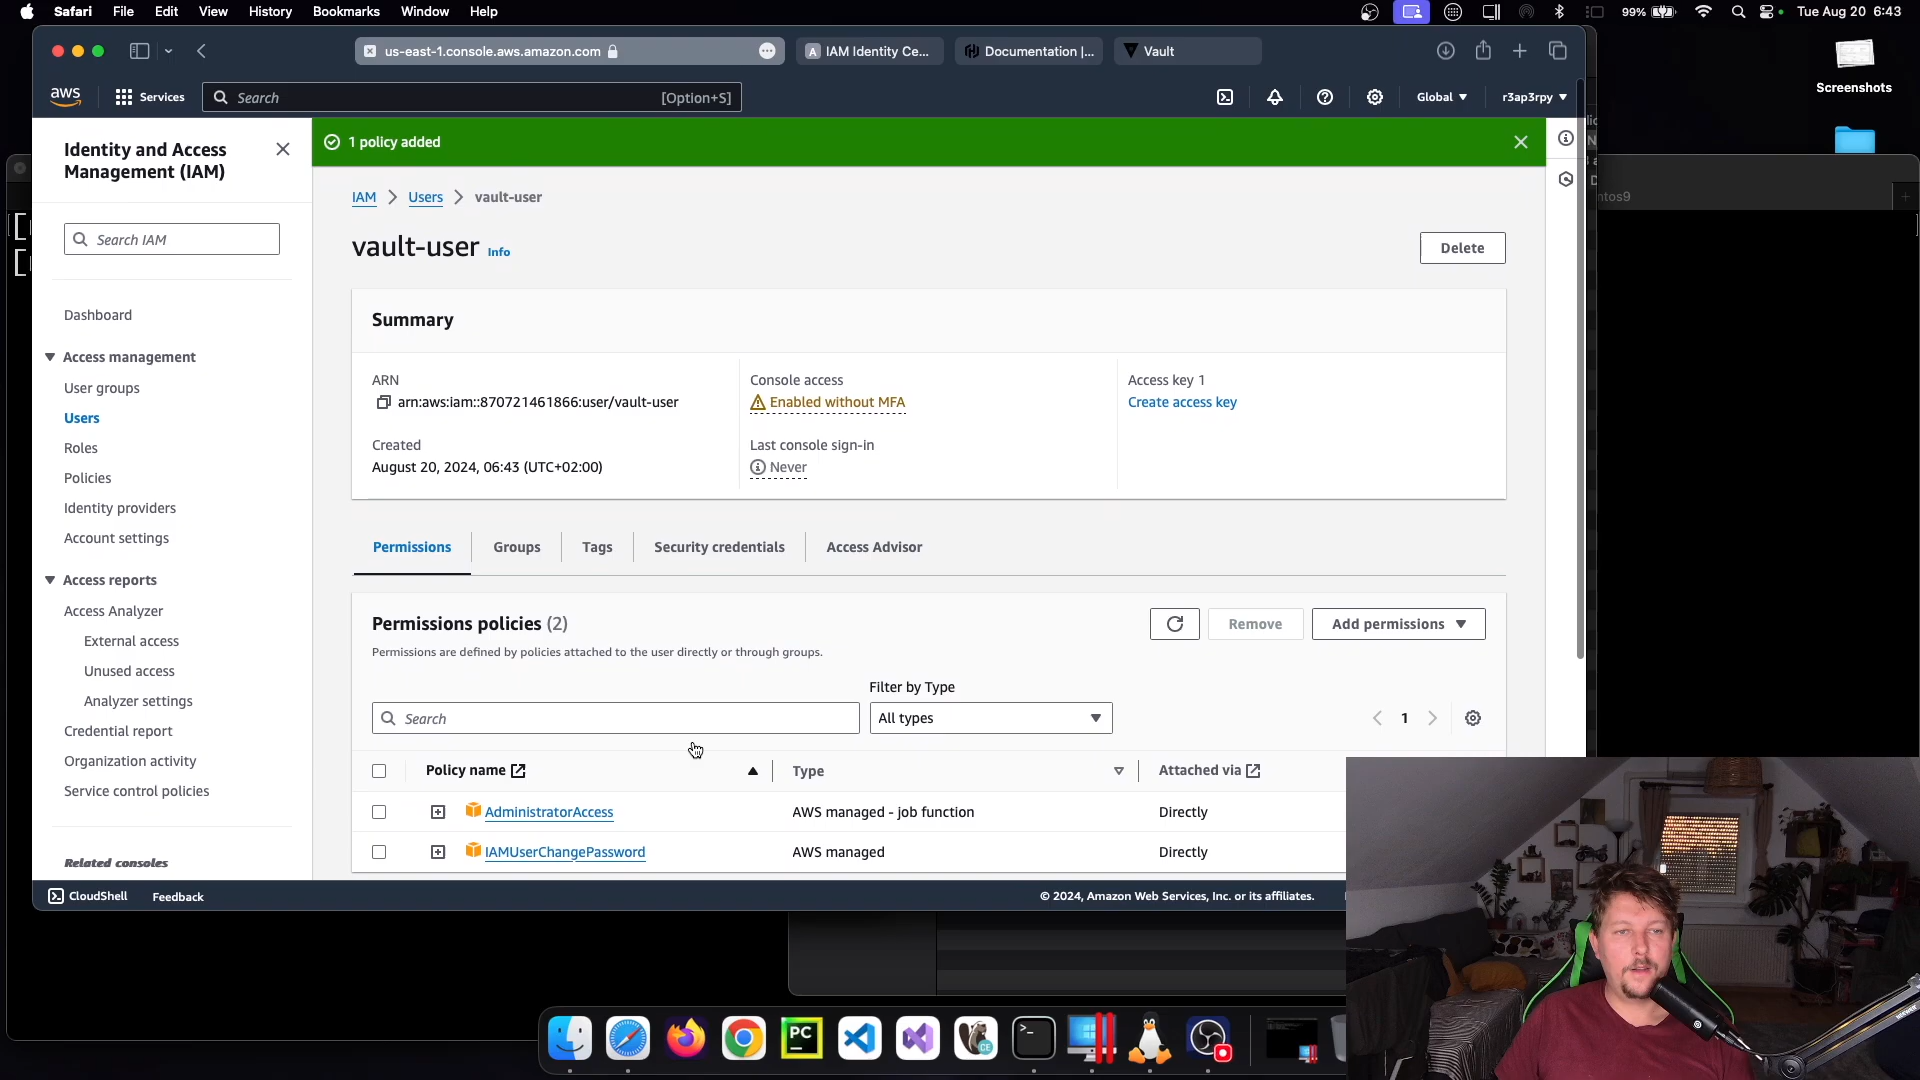 Safari File Edit View History Bookmarks Window Help 99% Tue Aug 20 6:43
us-east-1.console.aws.amazon.com IAM Identity Ce... Documentation |... Vault
Screenshots
aws Services Search [Option+S] Global r3ap3rpy
Identity and Access
Management (IAM)
1 policy added
IAM Users vault-user
ntos9
Search IAM
vault-user Info
Delete
Summary
Dashboard
Access management
User groups
Users
Roles
Policies
Identity providers
Account settings
Access reports
Access Analyzer
External access
Unused access
Analyzer settings
Credential report
Organization activity
Service control policies
Related consoles
ARN
arn:aws:iam::870721461866:user/vault-user
Created
August 20, 2024, 06:43 (UTC+02:00)
Console access
Enabled without MFA
Last console sign-in
Never
Access key 1
Create access key
Permissions Groups Tags Security credentials Access Advisor
Permissions policies (2)
Remove
Add permissions
Permissions are defined by policies attached to the user directly or through groups.
Filter by Type
Search
All types
1
Policy name Type Attached via
AdministratorAccess AWS managed - job function Directly
IAMUserChangePassword AWS managed Directly
CloudShell Feedback © 2024, Amazon Web Services, Inc. or its affiliates.
PC
CE